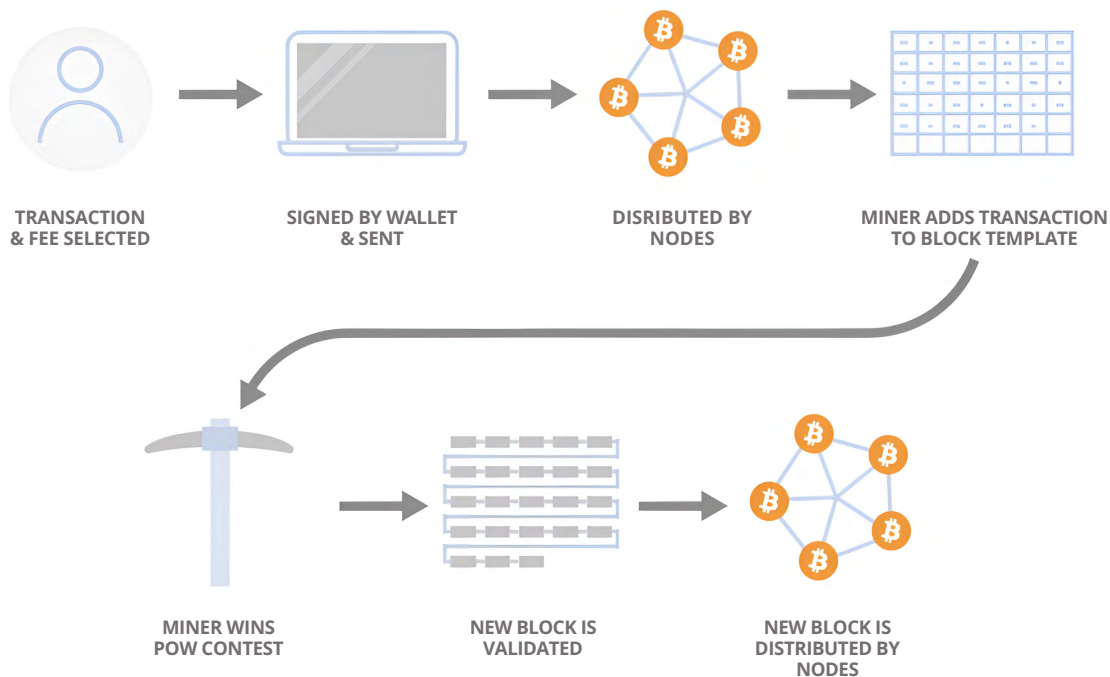 TRANSACTION
& FEE SELECTED
SIGNED BY WALLET
& SENT
DISRIBUTED BY
NODES
MINER ADDS TRANSACTION
TO BLOCK TEMPLATE
MINER WINS
POW CONTEST
NEW BLOCK IS
VALIDATED
NEW BLOCK IS
DISTRIBUTED BY
NODES